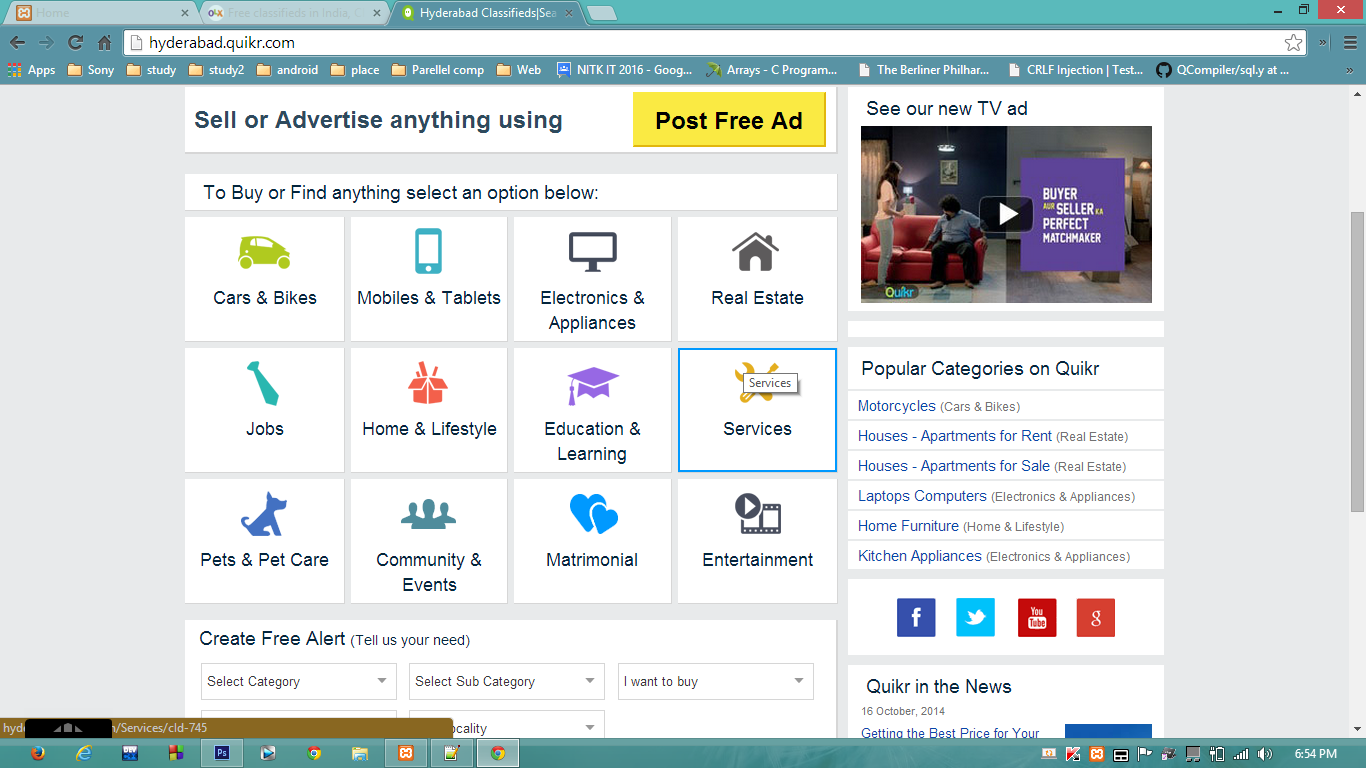 Home
OLX
Free classifieds in India, C
Hyderabad Classifieds|Sea
hyderabad.quikr.com
Apps
Sony
study
study2
android
place
Parellel comp
Web
NITK IT 2016 - Goog...
Arrays - C Program...
The Berliner Philhar...
CRLF Injection | Test...
QCompiler/sql.y at ...
Sell or Advertise anything using
Post Free Ad
To Buy or Find anything select an option below:
Cars & Bikes
Mobiles & Tablets
Electronics &
Appliances
Real Estate
Jobs
Home & Lifestyle
Education &
Learning
Services
Services
Pets & Pet Care
Community &
Events
Matrimonial
Entertainment
Create Free Alert (Tell us your need)
Select Category
Select Sub Category
I want to buy
ocality
See our new TV ad
BUYER
AUR SELLER KA
PERFECT
MATCHMAKER
Quikr
Popular Categories on Quikr
Motorcycles (Cars & Bikes)
Houses - Apartments for Rent (Real Estate)
Houses - Apartments for Sale (Real Estate)
Laptops Computers (Electronics & Appliances)
Home Furniture (Home & Lifestyle)
Kitchen Appliances (Electronics & Appliances)
f
You
Tube
g
Quikr in the News
16 October, 2014
Getting the Best Price for Your
hyd
/Services/cld-745
Ps
6:54 PM